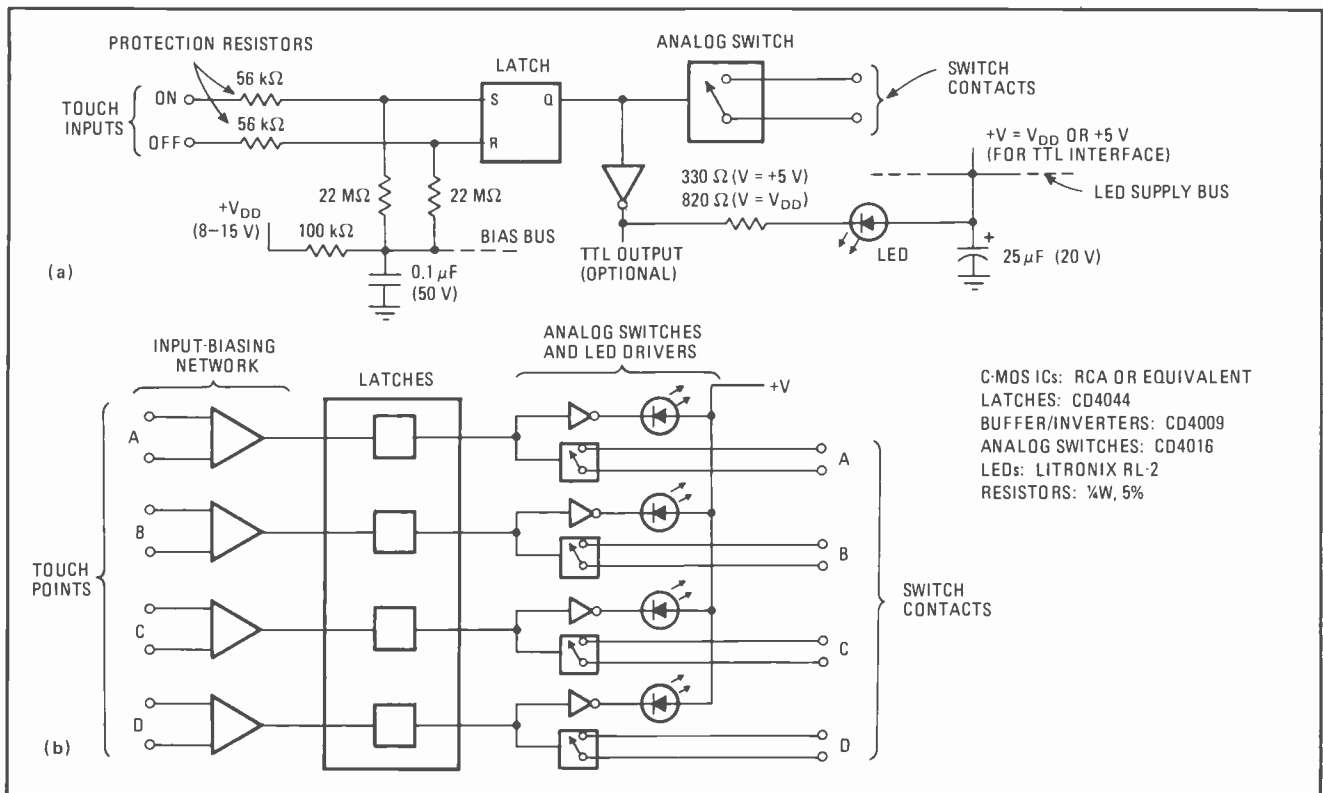 PROTECTION RESISTORS
56 kΩ
56 kΩ
TOUCH
INPUTS
ON
OFF
LATCH
S
Q
R
ANALOG SWITCH
SWITCH
CONTACTS
22 MΩ
22 MΩ
+VDD
(8–15 V)
100 kΩ
BIAS BUS
0.1 µF
(50 V)
330 Ω (V = +5 V)
820 Ω (V = VDD)
TTL OUTPUT
(OPTIONAL)
LED
+V = VDD OR +5 V
(FOR TTL INTERFACE)
LED SUPPLY BUS
+
25 µF (20 V)
(a)
INPUT-BIASING
NETWORK
LATCHES
ANALOG SWITCHES
AND LED DRIVERS
+V
TOUCH
POINTS
A
B
C
D
A
B
C
D
SWITCH
CONTACTS
C-MOS ICs: RCA OR EQUIVALENT
LATCHES: CD4044
BUFFER/INVERTERS: CD4009
ANALOG SWITCHES: CD4016
LEDs: LITRONIX RL-2
RESISTORS: ¼W, 5%
(b)